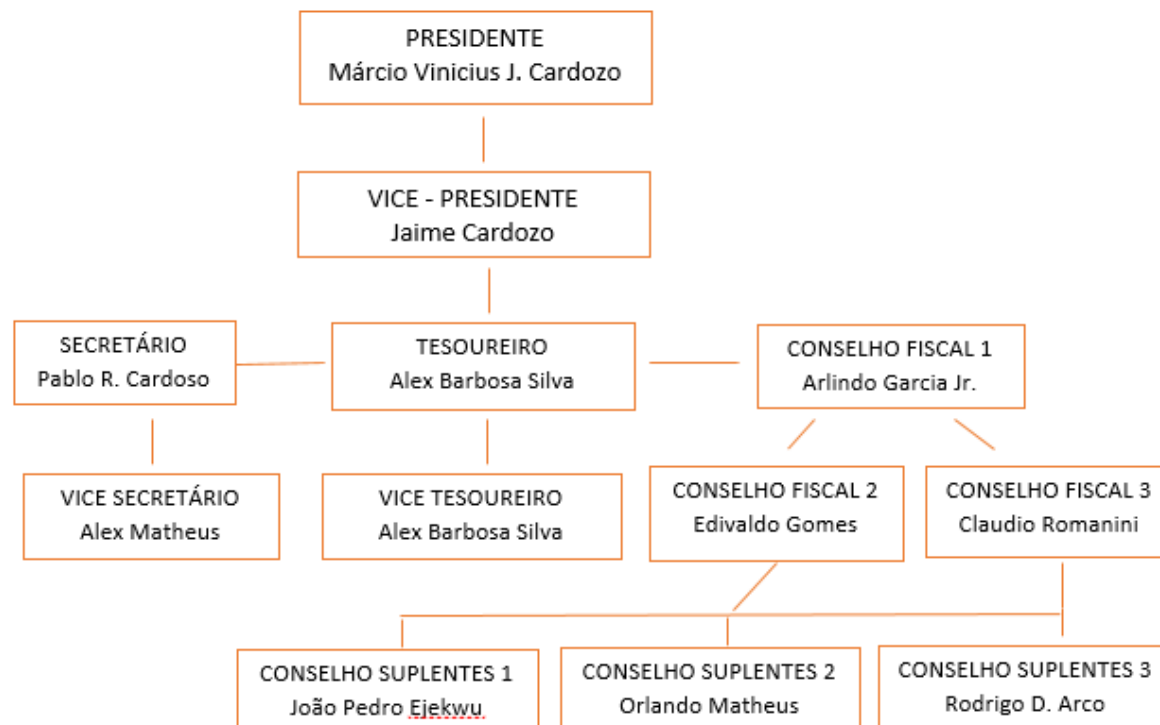 PRESIDENTE
Márcio Vinicius J. Cardozo
VICE - PRESIDENTE
Jaime Cardozo
SECRETÁRIO
Pablo R. Cardoso
TESOUREIRO
Alex Barbosa Silva
CONSELHO FISCAL 1
Arlindo Garcia Jr.
VICE SECRETÁRIO
Alex Matheus
VICE TESOUREIRO
Alex Barbosa Silva
CONSELHO FISCAL 2
Edivaldo Gomes
CONSELHO FISCAL 3
Claudio Romanini
CONSELHO SUPLENTES 1
João Pedro Ejekwu
CONSELHO SUPLENTES 2
Orlando Matheus
CONSELHO SUPLENTES 3
Rodrigo D. Arco